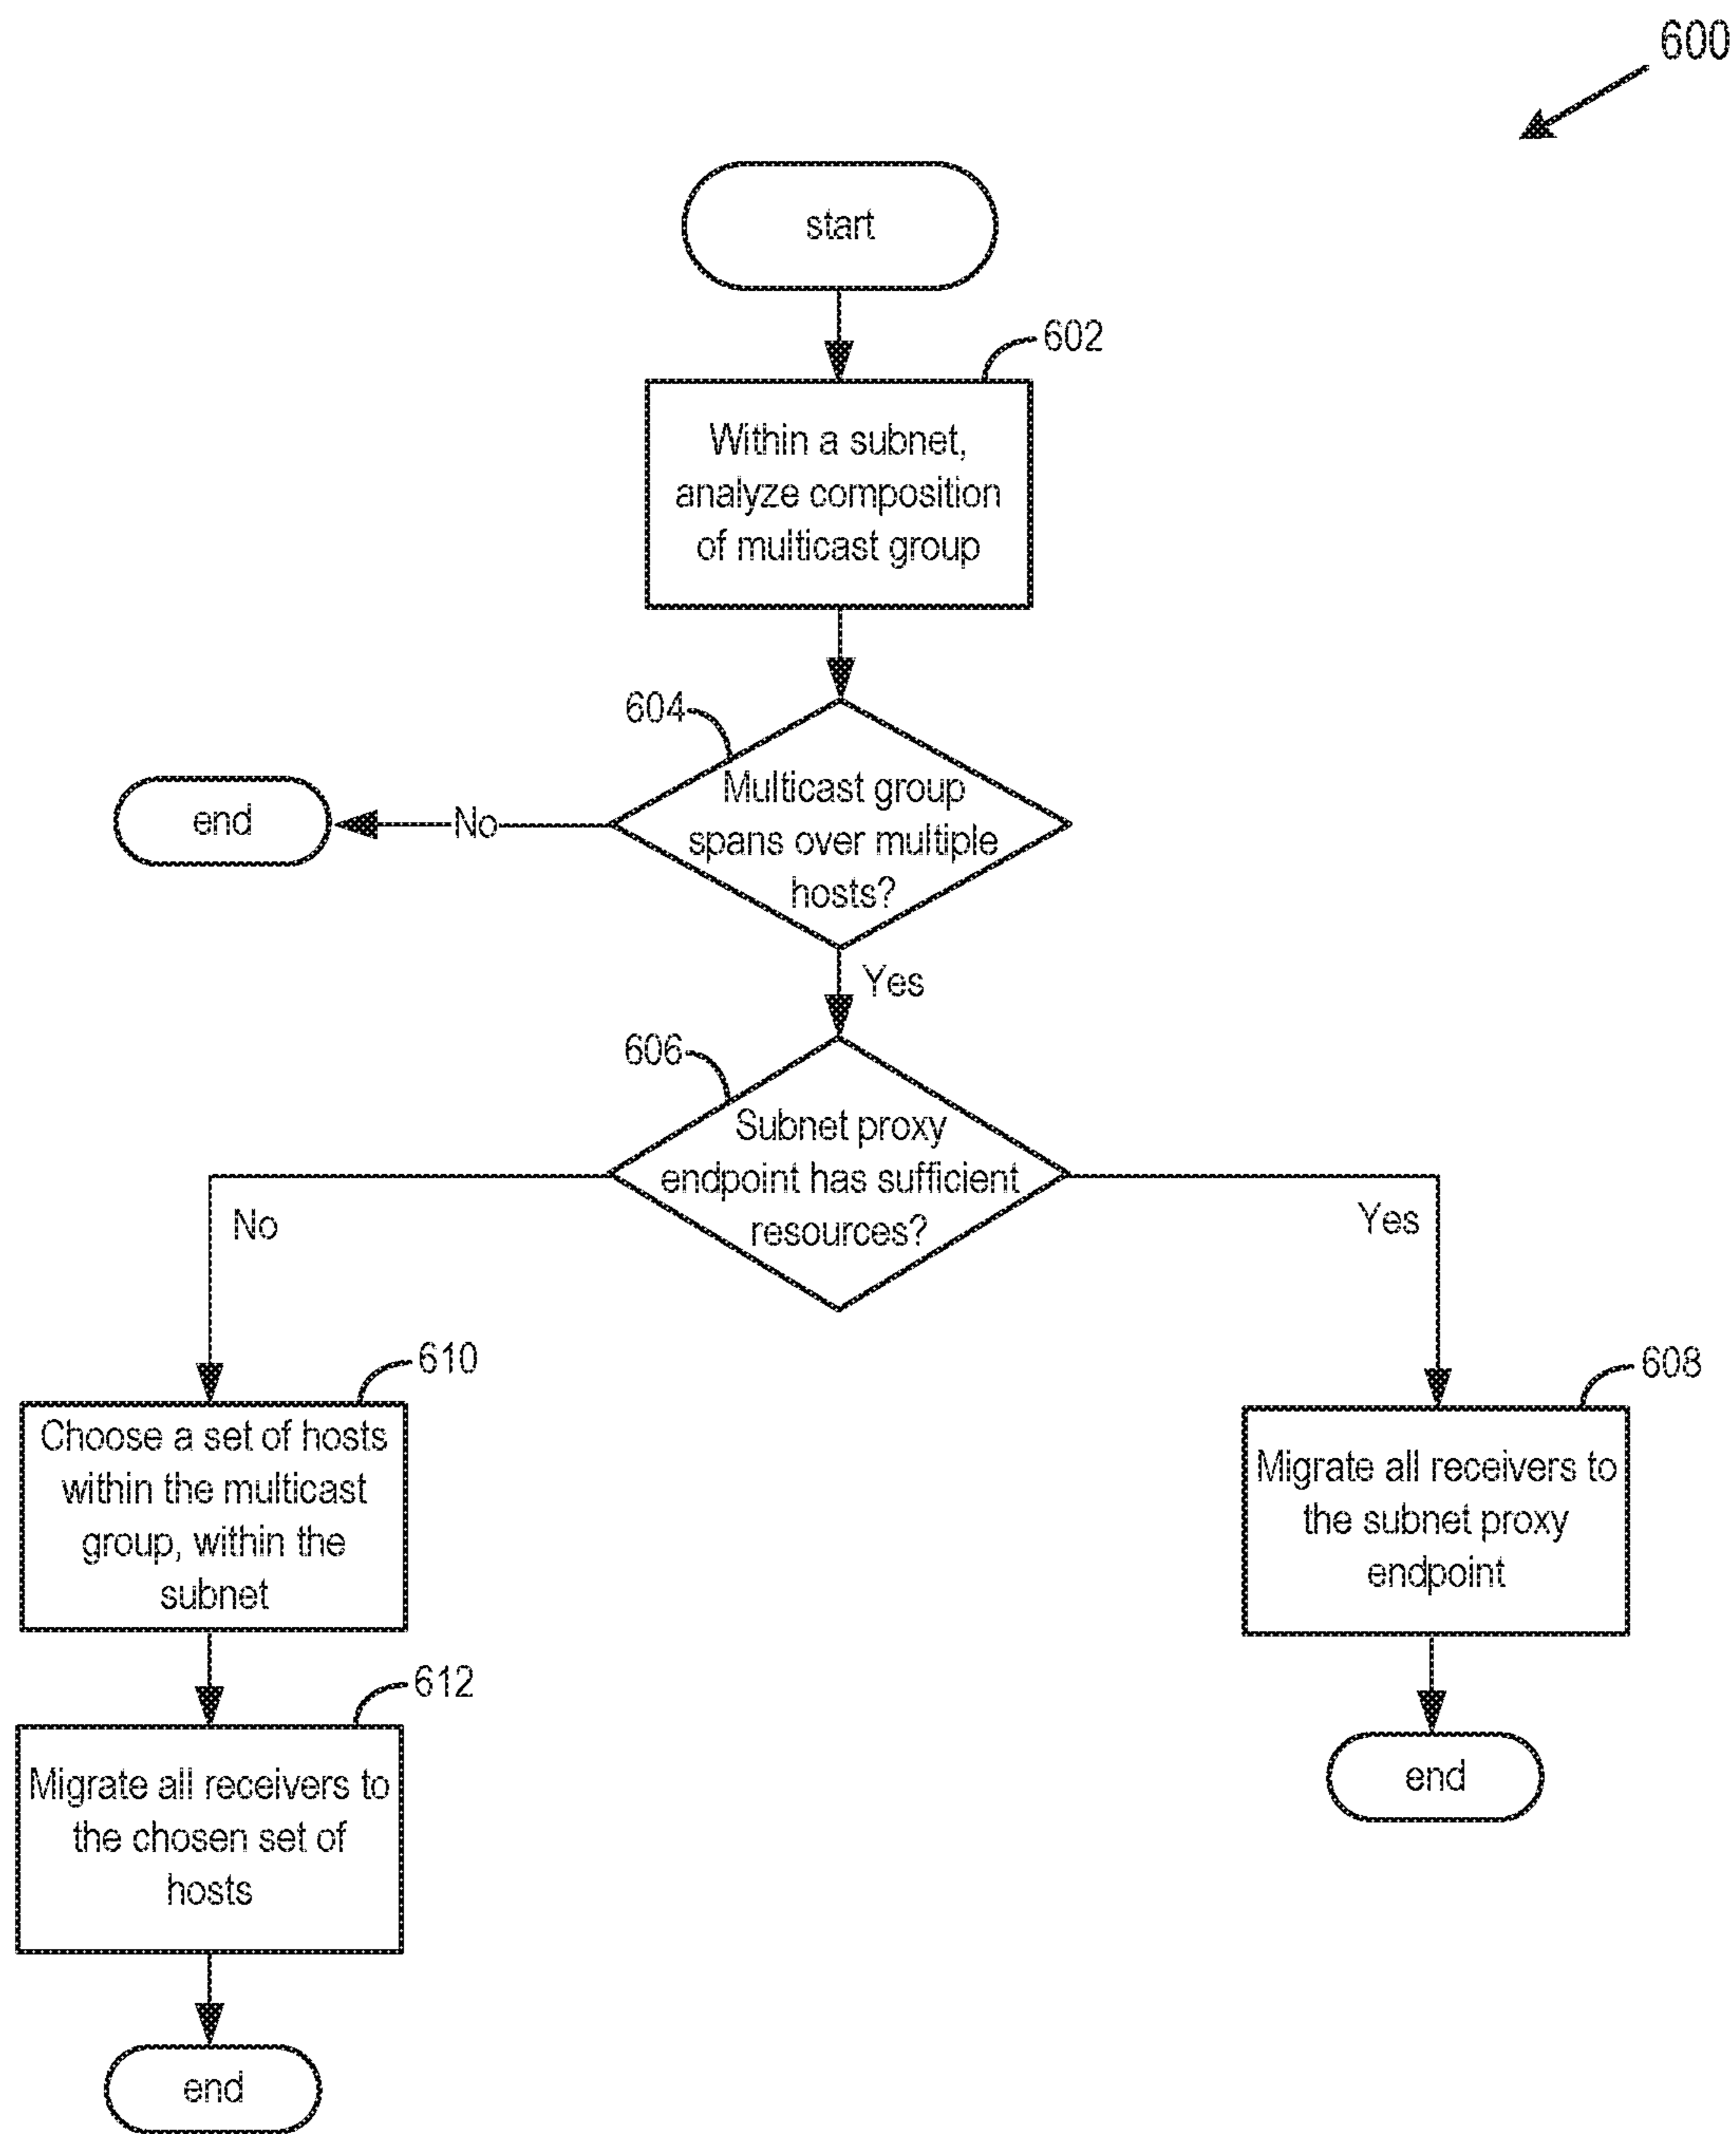 600
start
602
Within a subnet,
analyze composition
of multicast group
604
Multicast group
spans over multiple
hosts?
No
end
Yes
606
Subnet proxy
endpoint has sufficient
resources?
No
Yes
610
Choose a set of hosts
within the multicast
group, within the
subnet
608
Migrate all receivers to
the subnet proxy
endpoint
612
Migrate all receivers to
the chosen set of
hosts
end
end